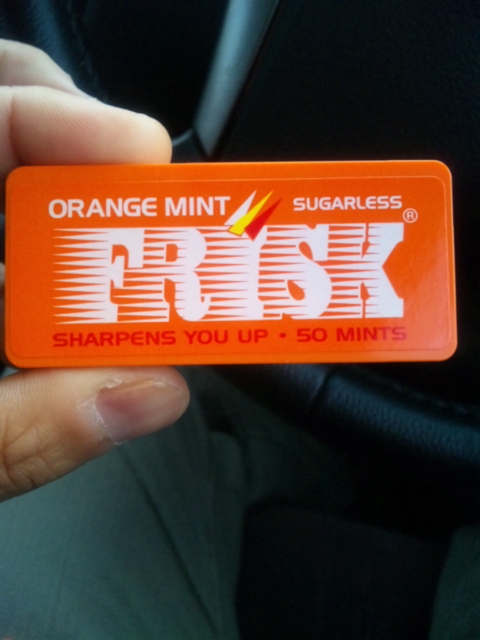 ORANGE MINT SUGARLESS
FRISK®
SHARPENS YOU UP • 50 MINTS